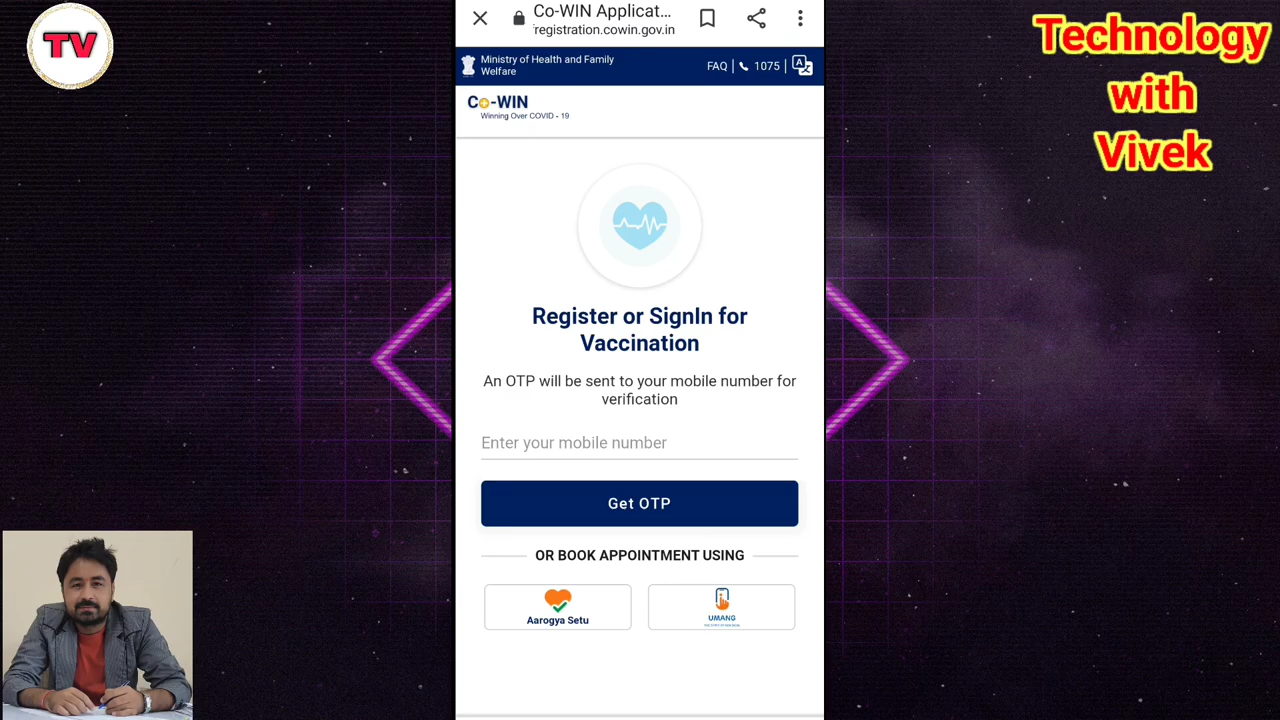 TV
Technology
with
Vivek
Co-WIN Applicat...
registration.cowin.gov.in
Ministry of Health and Family
Welfare
FAQ
1075
Co-WIN
Winning Over COVID - 19
Register or SignIn for
Vaccination
An OTP will be sent to your mobile number for
verification
Enter your mobile number
Get OTP
OR BOOK APPOINTMENT USING
Aarogya Setu
UMANG